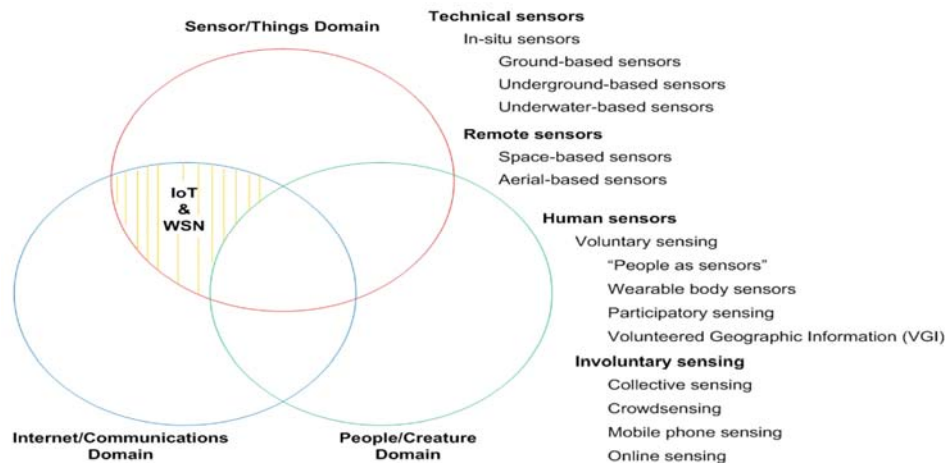 Sensor/Things Domain
IoT
&
WSN
Internet/Communications
Domain
People/Creature
Domain
Technical sensors
In-situ sensors
Ground-based sensors
Underground-based sensors
Underwater-based sensors
Remote sensors
Space-based sensors
Aerial-based sensors
Human sensors
Voluntary sensing
“People as sensors”
Wearable body sensors
Participatory sensing
Volunteered Geographic Information (VGI)
Involuntary sensing
Collective sensing
Crowdsensing
Mobile phone sensing
Online sensing